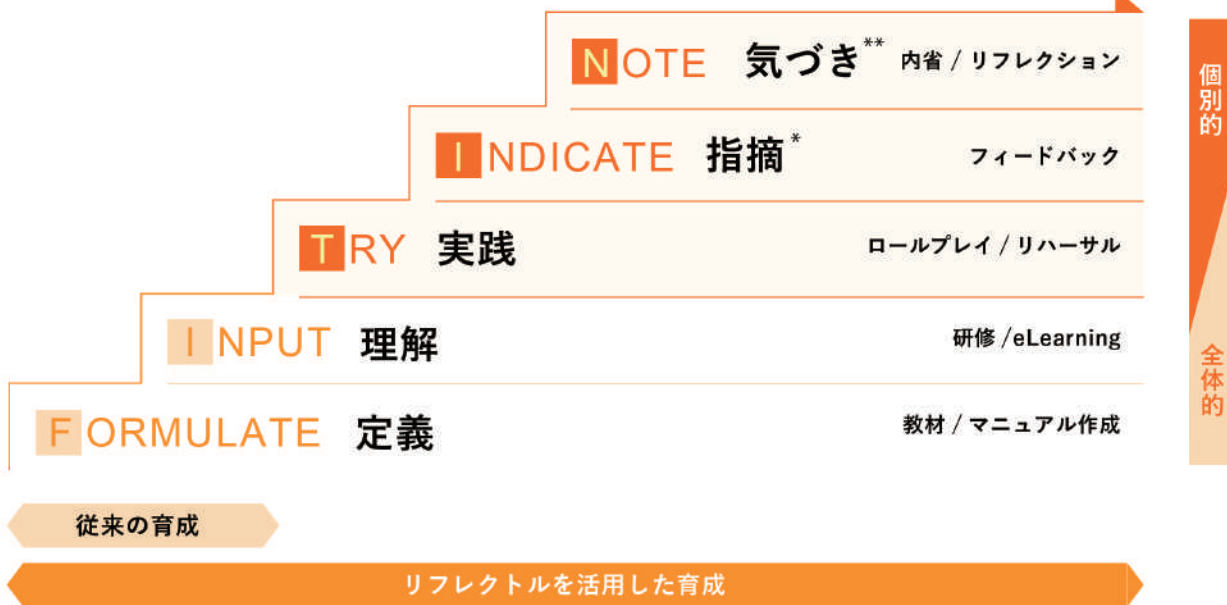 NOTE 気づき** 内省 / リフレクション
INDICATE 指摘* フィードバック
TRY 実践 ロールプレイ / リハーサル
INPUT 理解 研修 /eLearning
FORMULATE 定義 教材 / マニュアル作成
個別的
全体的
従来の育成
リフレクトルを活用した育成